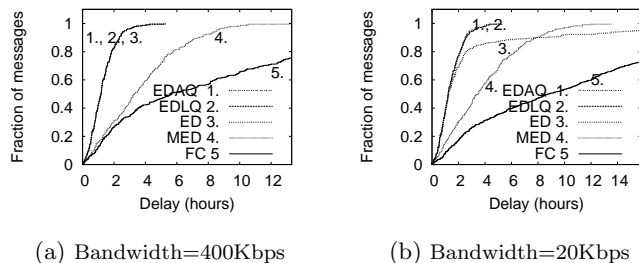 Fraction of messages
1
0.8
0.6
0.4
0.2
0
1., 2., 3.
4.
5.
EDAQ 1.
EDLQ 2.
ED 3.
MED 4.
FC 5
0 2 4 6 8 10 12
Delay (hours)
(a) Bandwidth=400Kbps
Fraction of messages
1
0.8
0.6
0.4
0.2
0
1., 2.
3.
4.
5.
EDAQ 1.
EDLQ 2.
ED 3.
MED 4.
FC 5
0 2 4 6 8 10 12 14
Delay (hours)
(b) Bandwidth=20Kbps